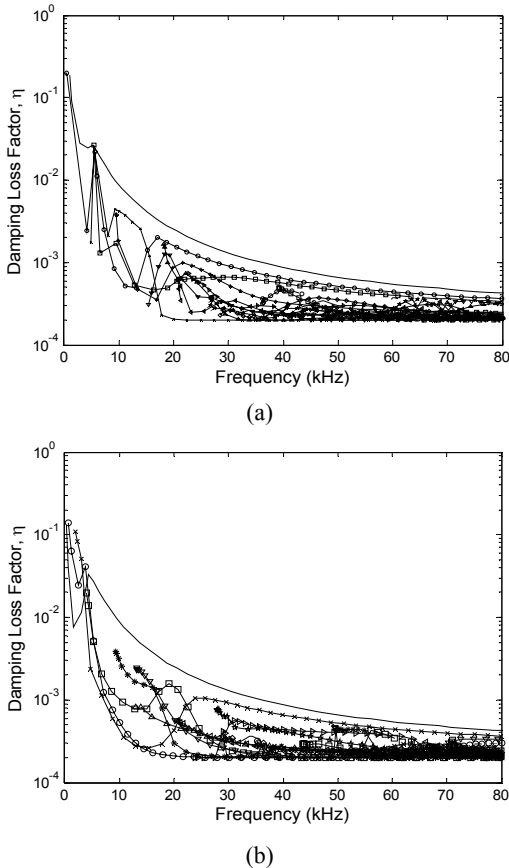 10^0
10^-1
10^-2
10^-3
10^-4
Damping Loss Factor, η
0 10 20 30 40 50 60 70 80
Frequency (kHz)
(a)
10^0
10^-1
10^-2
10^-3
10^-4
Damping Loss Factor, η
0 10 20 30 40 50 60 70 80
Frequency (kHz)
(b)